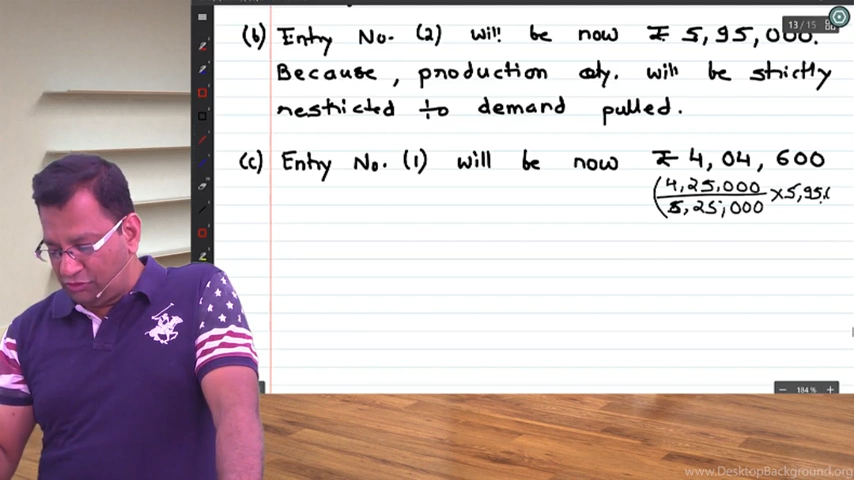 13 / 15
(b) Entry No. (2) will be now ₹ 5,95,000.
Because, production qty. will be strictly
restricted to demand pulled.
(c) Entry No. (1) will be now ₹ 4,04,600
(4,25,000
5,25,000
× 5,95,
184 %
www.DesktopBackground.org